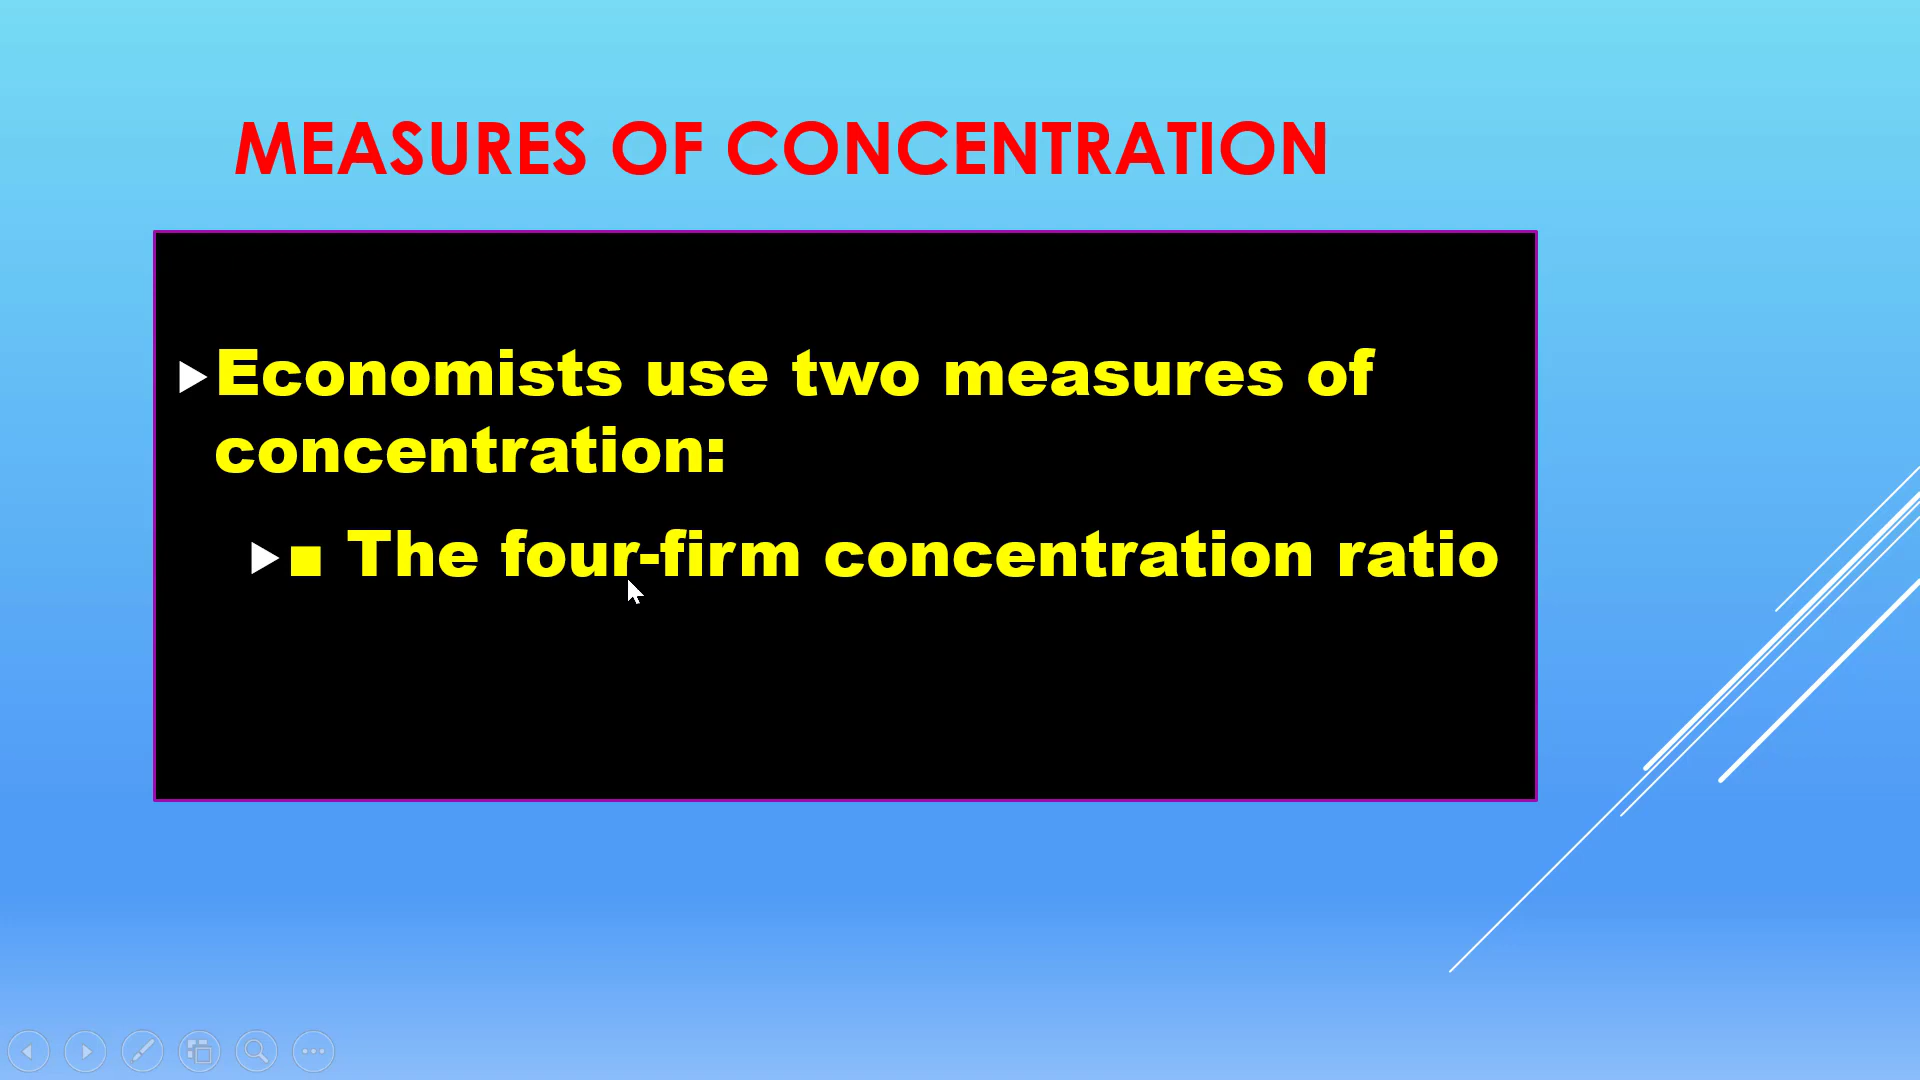 MEASURES OF CONCENTRATION
Economists use two measures of
concentration:
■ The four-firm concentration ratio